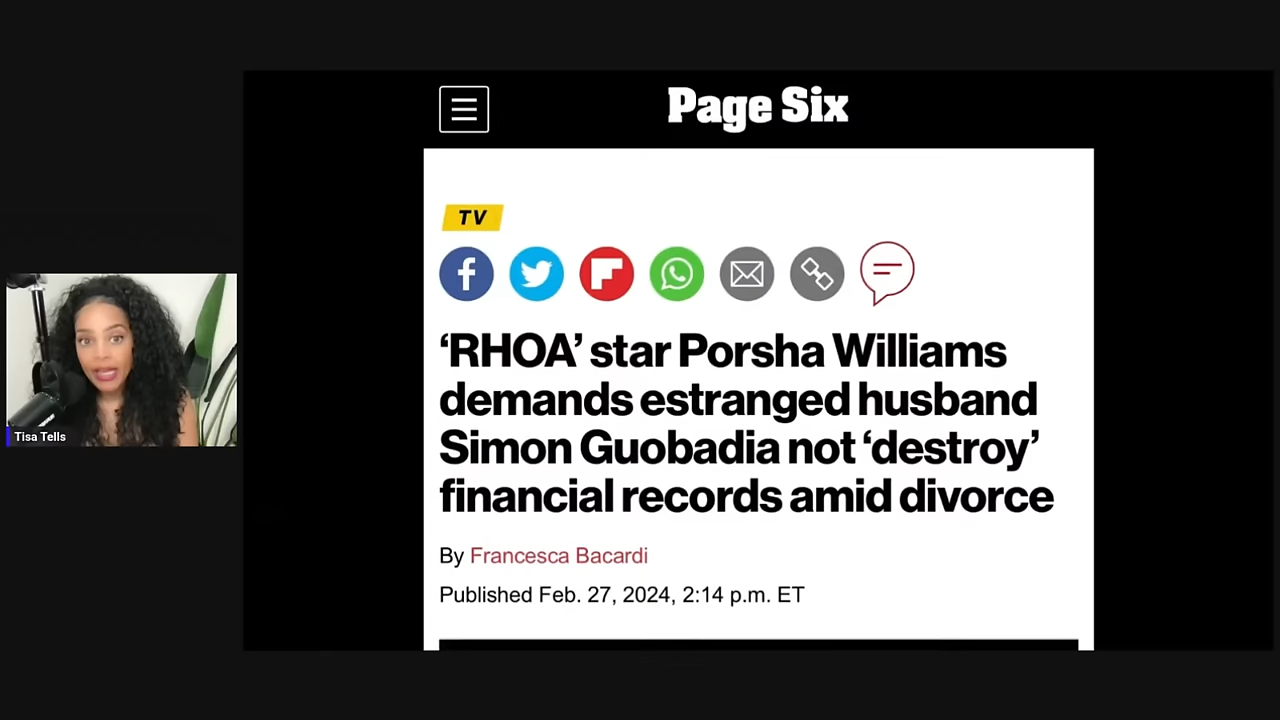 Page Six
TV
‘RHOA’ star Porsha Williams
demands estranged husband
Simon Guobadia not ‘destroy’
financial records amid divorce
By Francesca Bacardi
Published Feb. 27, 2024, 2:14 p.m. ET
Tisa Tells